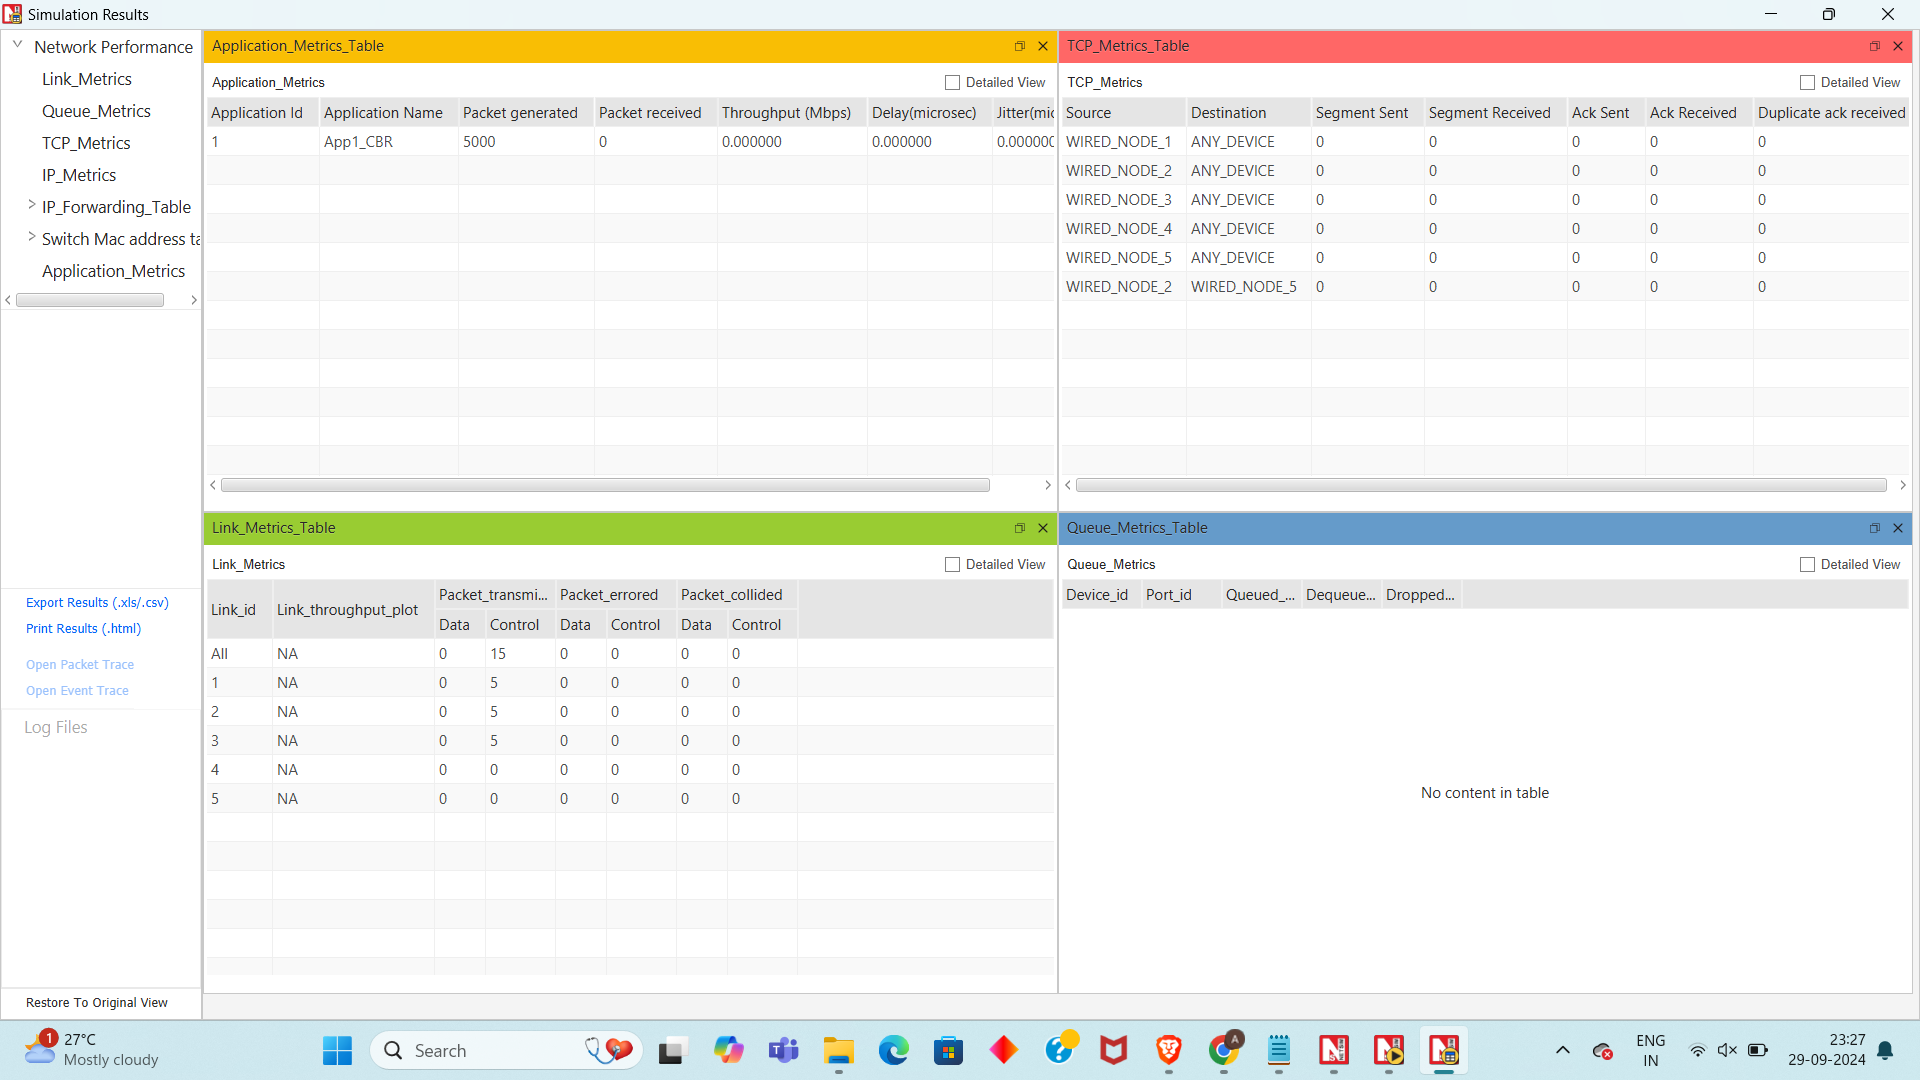 Simulation Results
Network Performance
Link_Metrics
Queue_Metrics
TCP_Metrics
IP_Metrics
IP_Forwarding_Table
Switch Mac address ta
Application_Metrics
Export Results (.xls/.csv)
Print Results (.html)
Open Packet Trace
Open Event Trace
Log Files
Restore To Original View
Application_Metrics_Table
Application_Metrics Detailed View
Application Id Application Name Packet generated Packet received Throughput (Mbps) Delay(microsec) Jitter(mic
1 App1_CBR 5000 0 0.000000 0.000000 0.000000
TCP_Metrics_Table
TCP_Metrics Detailed View
Source Destination Segment Sent Segment Received Ack Sent Ack Received Duplicate ack received
WIRED_NODE_1 ANY_DEVICE 0 0 0 0 0
WIRED_NODE_2 ANY_DEVICE 0 0 0 0 0
WIRED_NODE_3 ANY_DEVICE 0 0 0 0 0
WIRED_NODE_4 ANY_DEVICE 0 0 0 0 0
WIRED_NODE_5 ANY_DEVICE 0 0 0 0 0
WIRED_NODE_2 WIRED_NODE_5 0 0 0 0 0
Link_Metrics_Table
Link_Metrics Detailed View
Link_id Link_throughput_plot Packet_transmi... Packet_errored Packet_collided
Data Control Data Control Data Control
All NA 0 15 0 0 0 0
1 NA 0 5 0 0 0 0
2 NA 0 5 0 0 0 0
3 NA 0 5 0 0 0 0
4 NA 0 0 0 0 0 0
5 NA 0 0 0 0 0 0
Queue_Metrics_Table
Queue_Metrics Detailed View
Device_id Port_id Queued_... Dequeue... Dropped...
No content in table
1
27°C
Mostly cloudy
Search
A
ENG
IN
23:27
29-09-2024